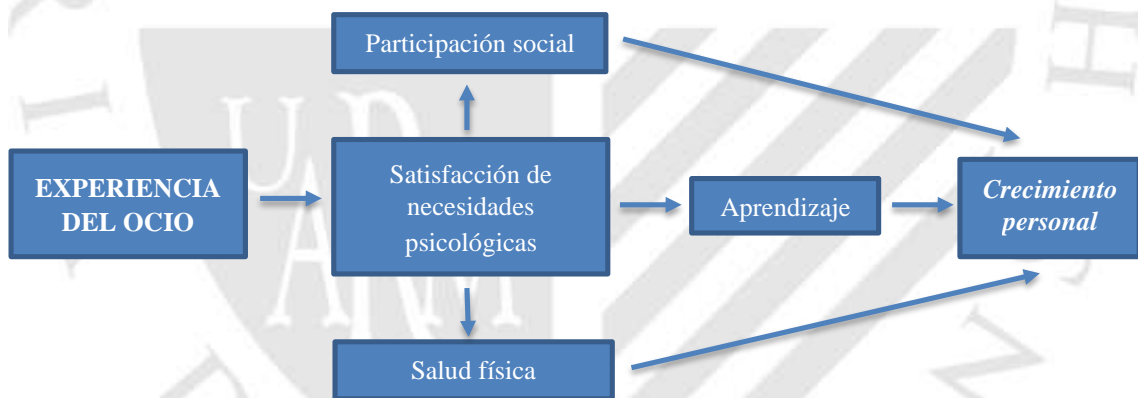 Participación social
EXPERIENCIA
DEL OCIO
Satisfacción de
necesidades
psicológicas
Aprendizaje
Crecimiento
personal
Salud física